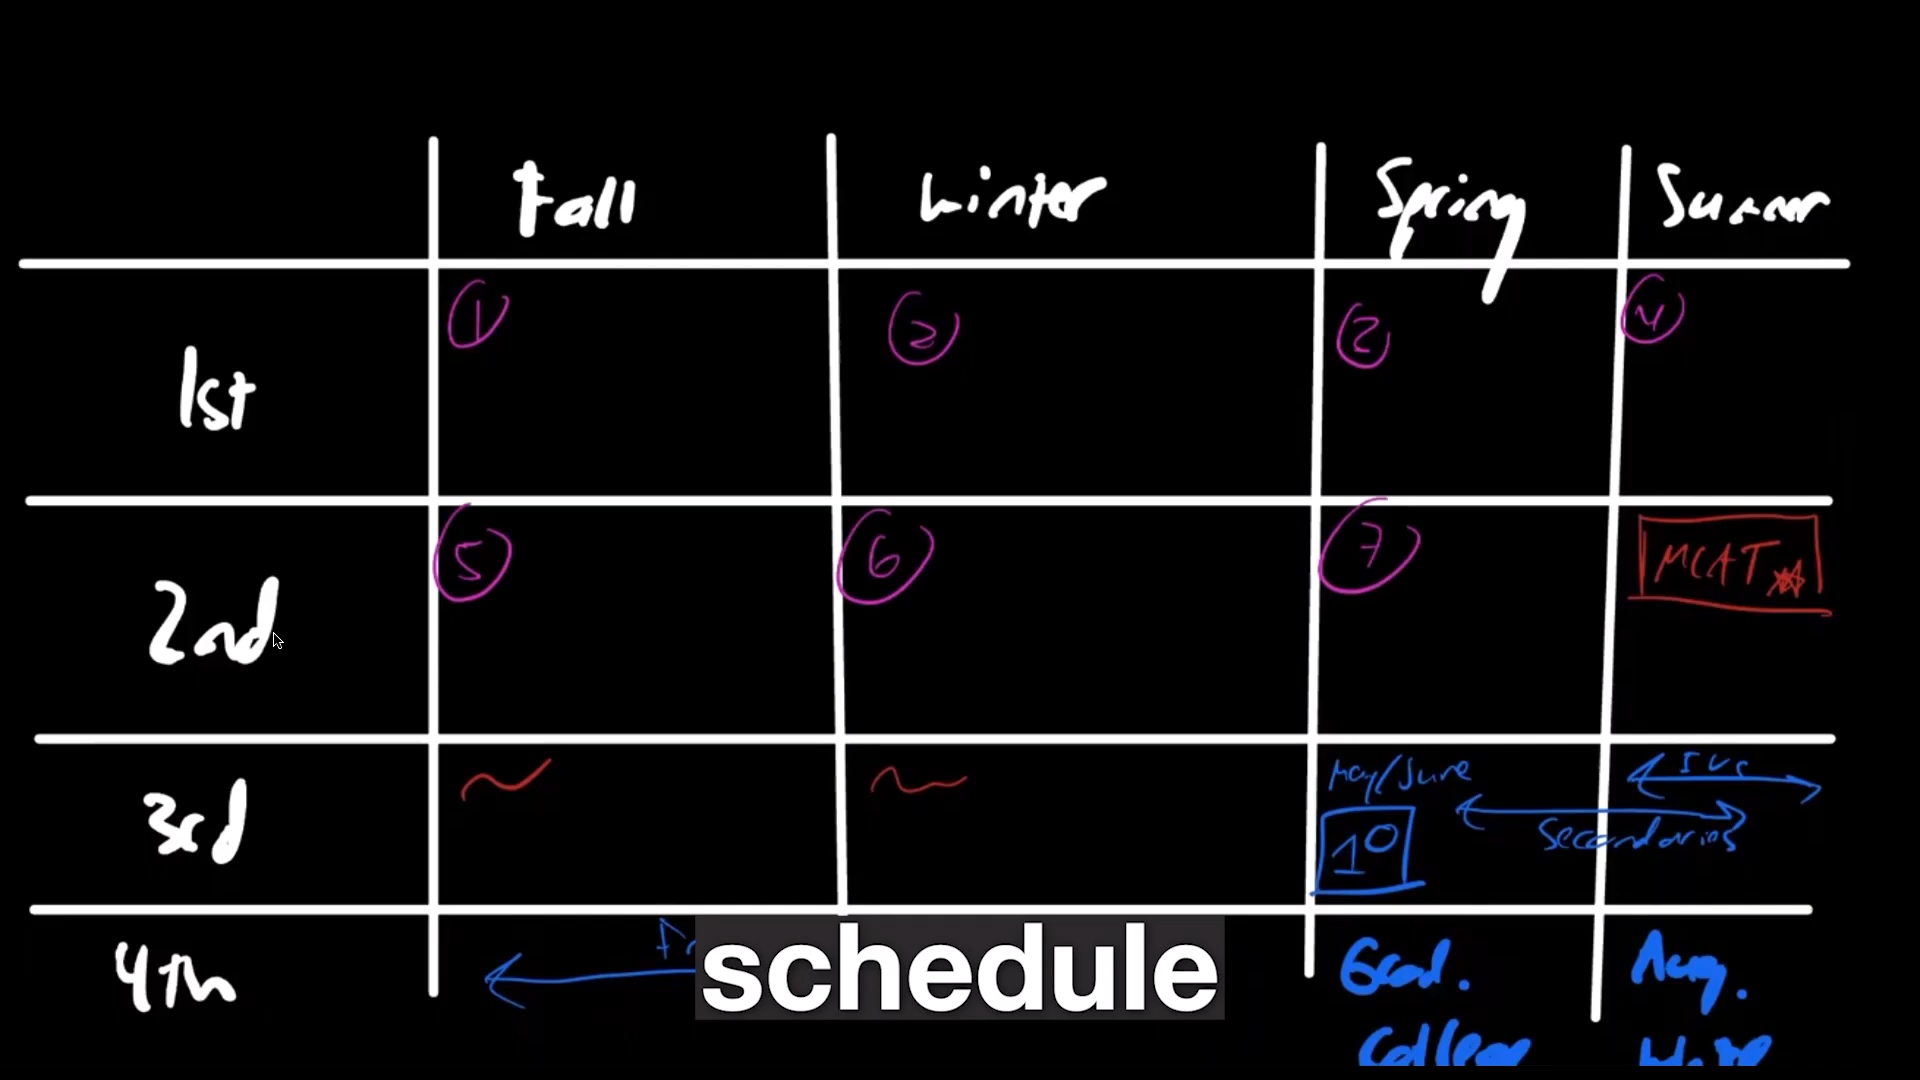 Fall Winter Spring Summr
1 2 3 4
1st
5 6 7 MCAT
2nd
May/June
3rd 1° Secondaries
4th Grad. Aug.
College
schedule